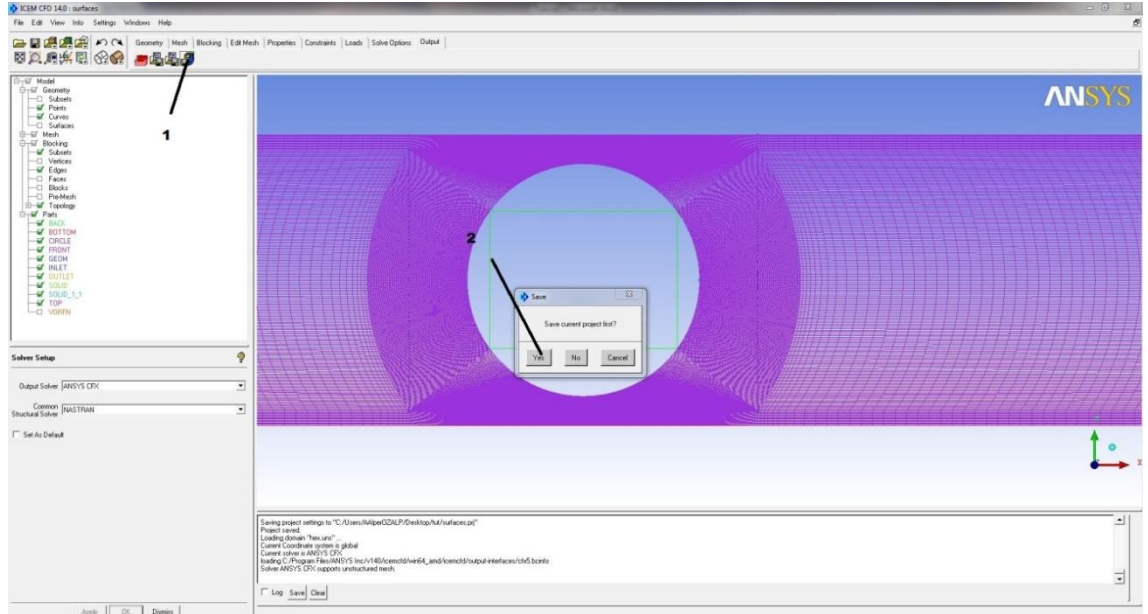 ICEM CFD 14.0 : surfaces
File Edit View Info Settings Windows Help
Geometry Mesh Blocking Edit Mesh Properties Constraints Loads Solve Options Output
1
Model
Geometry
Subsets
Points
Curves
Surfaces
Mesh
Blocking
Subsets
Vertices
Edges
Faces
Blocks
Pre-Mesh
Topology
Parts
BACK
BOTTOM
CIRCLE
FRONT
GEOM
INLET
OUTLET
SOLID
SOLID_1_1
TOP
VORFN
ANSYS
2
Save
Save current project first?
Yes No Cancel
X
Solver Setup
Output Solver ANSYS CFX
Common Structural Solver NASTRAN
Set As Default
Apply OK Dismiss
Saving project settings to "C:/Users/AAlperOZALP/Desktop/tut/surfaces.prj"
Project saved.
Loading domain "hex.uns" ...
Current Coordinate system is global
Current solver is ANSYS CFX
loading C:/Program Files/ANSYS Inc/v140/icemcfd/win64_amd/icemcfd/output-interfaces/cfx5.bcinfo
Solver ANSYS CFX supports unstructured mesh.
Log Save Clear